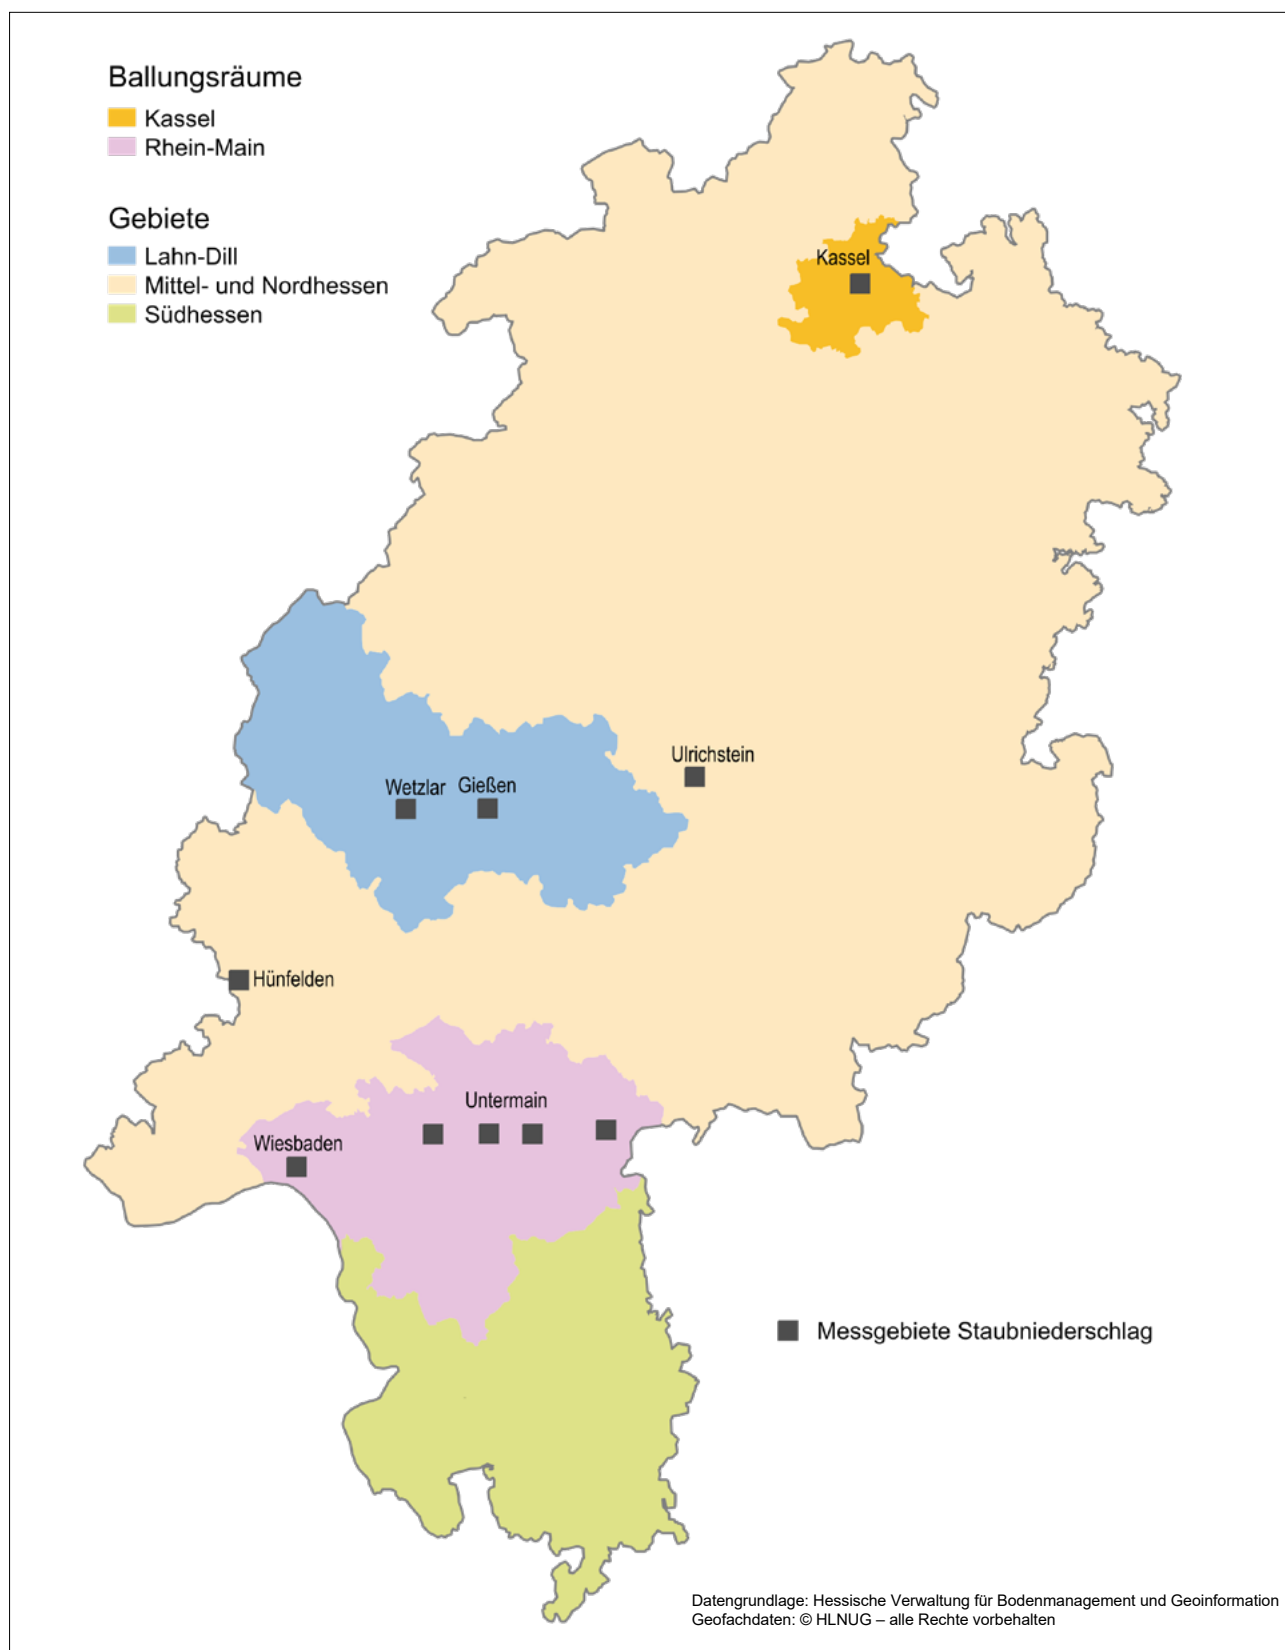 Ballungsräume
Kassel
Rhein-Main
Gebiete
Lahn-Dill
Mittel- und Nordhessen
Südhessen
Kassel
Ulrichstein
Wetzlar
Gießen
Hünfelden
Untermain
Wiesbaden
Messgebiete Staubniederschlag
Datengrundlage: Hessische Verwaltung für Bodenmanagement und Geoinformation
Geofachdaten: © HLNUG – alle Rechte vorbehalten